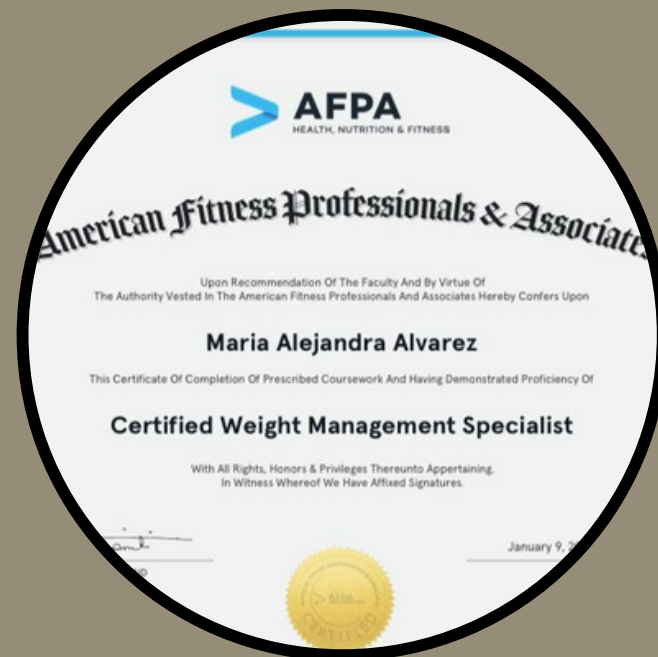 AFPA
HEALTH, NUTRITION & FITNESS
American Fitness Professionals & Associates
Upon Recommendation Of The Faculty And By Virtue Of
The Authority Vested In The American Fitness Professionals And Associates Hereby Confers Upon
Maria Alejandra Alvarez
This Certificate Of Completion Of Prescribed Coursework And Having Demonstrated Proficiency Of
Certified Weight Management Specialist
With All Rights, Honors & Privileges Thereunto Appertaining.
In Witness Whereof We Have Affixed Signatures.
January 9,
AFPA
CERTIFIED